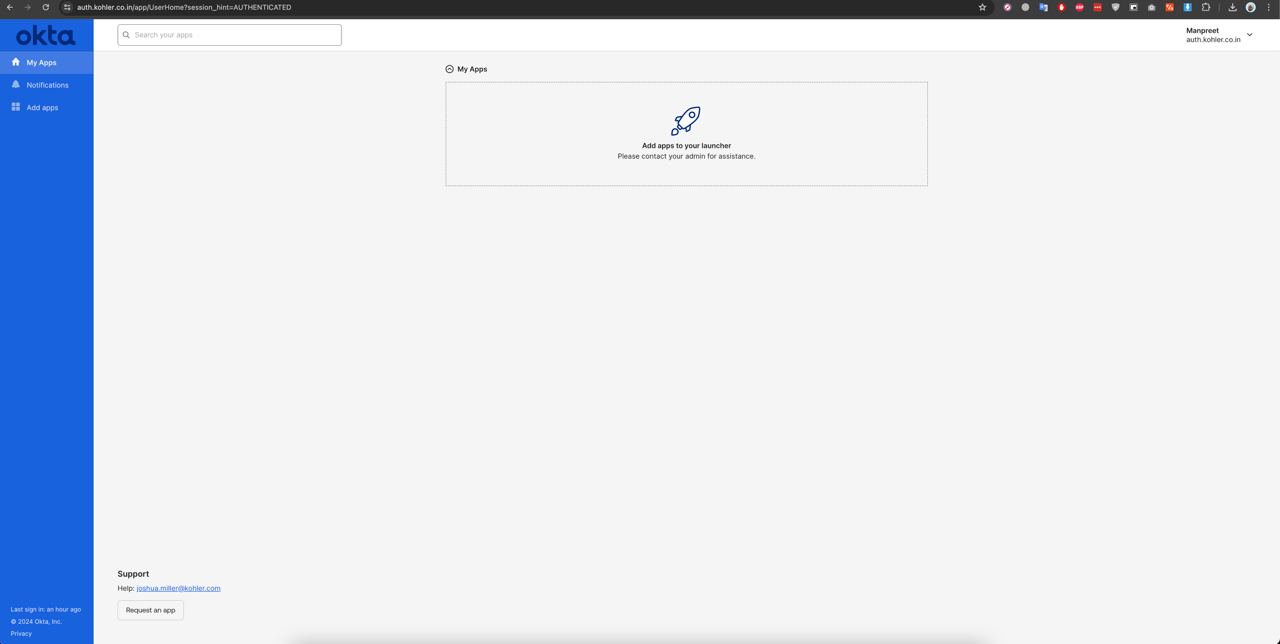 auth.kohler.co.in/app/UserHome?session_hint=AUTHENTICATED
okta
Search your apps
Manpreet
auth.kohler.co.in
My Apps
Notifications
Add apps
My Apps
Add apps to your launcher
Please contact your admin for assistance.
Support
Help: joshua.miller@kohler.com
Request an app
Last sign in: an hour ago
© 2024 Okta, Inc.
Privacy